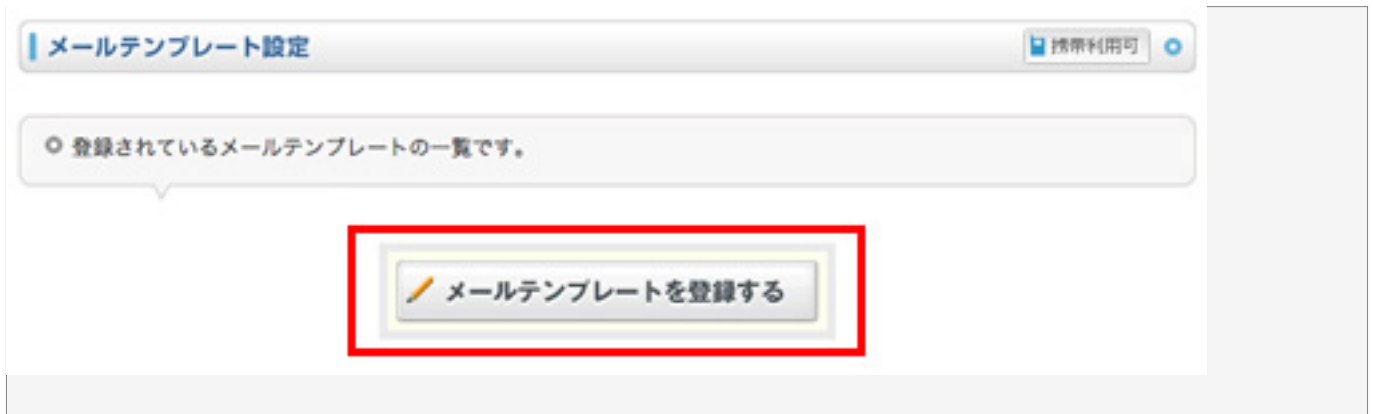 メールテンプレート設定
携帯利用可
登録されているメールテンプレートの一覧です。
メールテンプレートを登録する